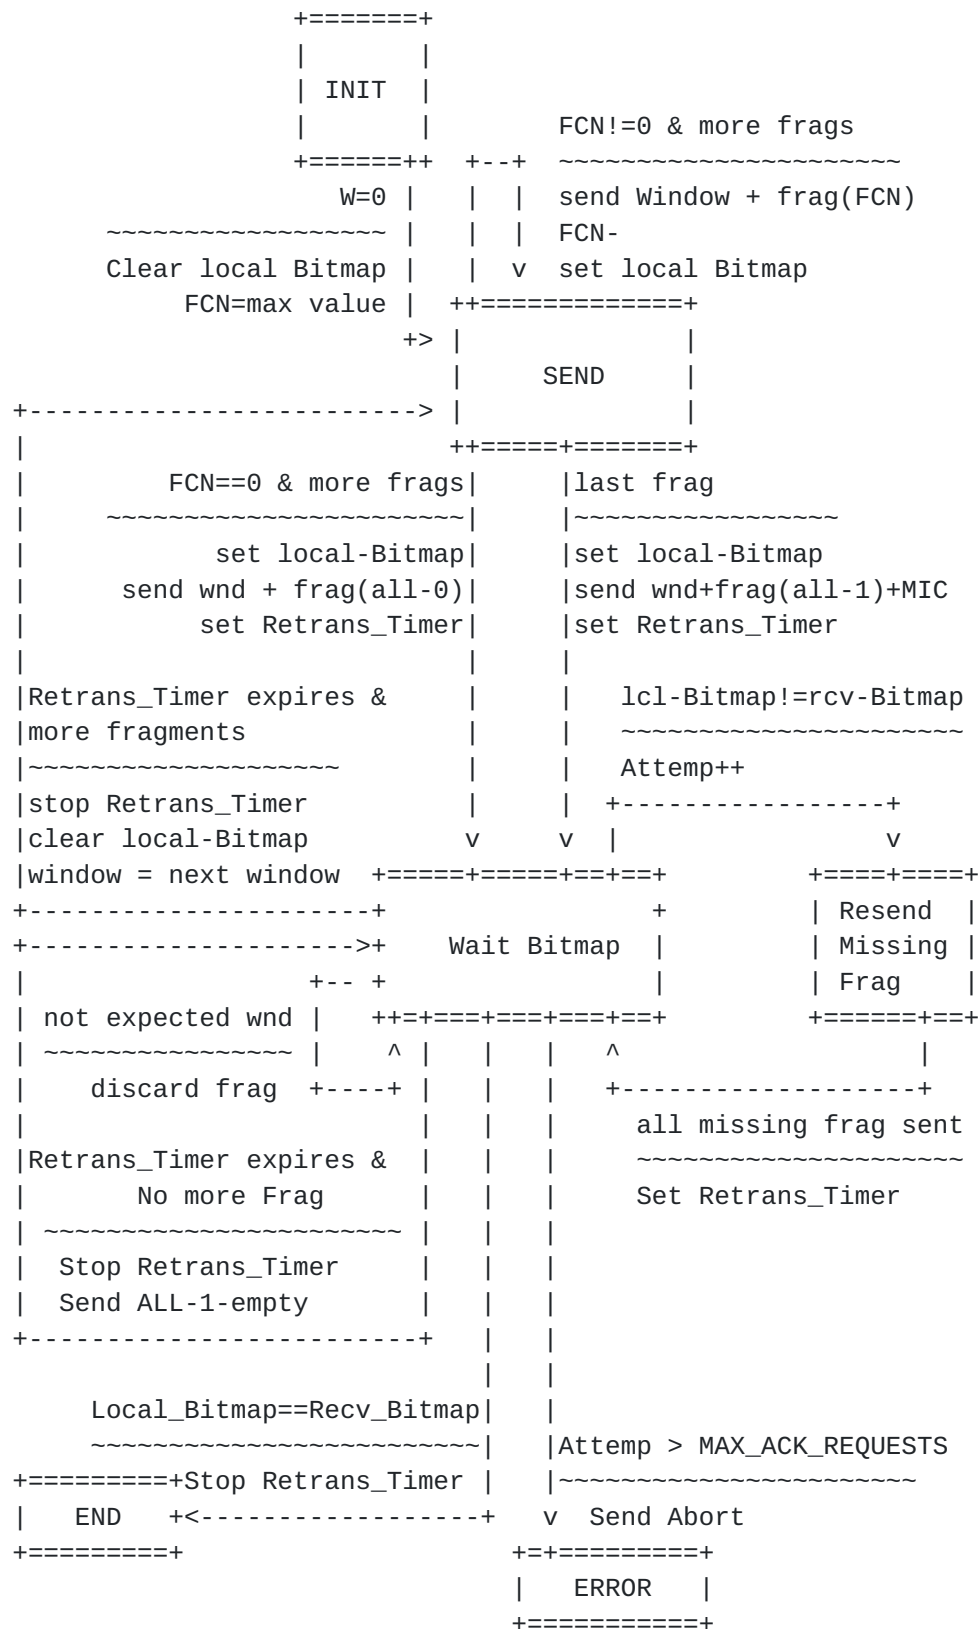 +=======+
                  |       |
                  | INIT  |
                  |       |        FCN!=0 & more frags
                  +======++  +--+  ~~~~~~~~~~~~~~~~~~~~~~
                     W=0 |   |  |  send Window + frag(FCN)
      ~~~~~~~~~~~~~~~~~~ |   |  |  FCN-
      Clear local Bitmap |   |  v  set local Bitmap
           FCN=max value |  ++=============+
                         +> |              |
                            |     SEND     |
+-------------------------> |              |
|                           ++=====+=======+
|         FCN==0 & more frags|     |last frag
|     ~~~~~~~~~~~~~~~~~~~~~~~|     |~~~~~~~~~~~~~~~~~
|            set local-Bitmap|     |set local-Bitmap
|      send wnd + frag(all-0)|     |send wnd+frag(all-1)+MIC
|           set Retrans_Timer|     |set Retrans_Timer
|                            |     |
|Retrans_Timer expires &     |     |   lcl-Bitmap!=rcv-Bitmap
|more fragments              |     |   ~~~~~~~~~~~~~~~~~~~~~~
|~~~~~~~~~~~~~~~~~~~~        |     |   Attemp++
|stop Retrans_Timer          |     |  +-----------------+
|clear local-Bitmap          v     v  |                 v
|window = next window  +=====+=====+==+==+         +====+====+
+----------------------+                 +         | Resend  |
+--------------------->+    Wait Bitmap  |         | Missing |
|                  +-- +                 |         | Frag    |
| not expected wnd |   ++=+===+===+===+==+         +======+==+
| ~~~~~~~~~~~~~~~~ |    ^ |   |   |   ^                   |
|    discard frag  +----+ |   |   |   +-------------------+
|                         |   |   |     all missing frag sent
|Retrans_Timer expires &  |   |   |     ~~~~~~~~~~~~~~~~~~~~~
|       No more Frag      |   |   |     Set Retrans_Timer
| ~~~~~~~~~~~~~~~~~~~~~~~ |   |   |
|  Stop Retrans_Timer     |   |   |
|  Send ALL-1-empty       |   |   |
+-------------------------+   |   |
                              |   |
     Local_Bitmap==Recv_Bitmap|   |
     ~~~~~~~~~~~~~~~~~~~~~~~~~|   |Attemp > MAX_ACK_REQUESTS
+=========+Stop Retrans_Timer |   |~~~~~~~~~~~~~~~~~~~~~~~
|   END   +<------------------+   v  Send Abort
+=========+                     +=+=========+
                                |   ERROR   |
                                +===========+